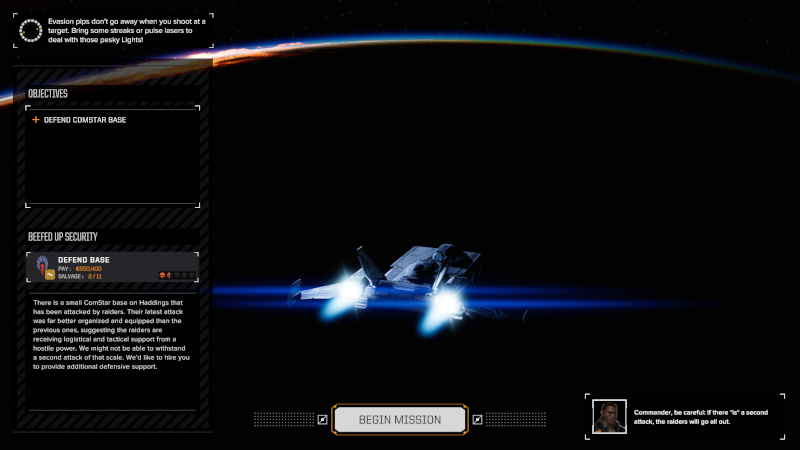 Evasion pips don't go away when you shoot at a
target. Bring some streaks or pulse lasers to
deal with those pesky Lights!
OBJECTIVES
+ DEFEND COMSTAR BASE
BEEFED UP SECURITY
DEFEND BASE
PAY: ¢850,400
SALVAGE: 2 / 11
There is a small ComStar base on Haddings that
has been attacked by raiders. Their latest attack
was far better organized and equipped than the
previous ones, suggesting the raiders are
receiving logistical and tactical support from a
hostile power. We might not be able to withstand
a second attack of that scale. We'd like to hire you
to provide additional defensive support.
BEGIN MISSION
Commander, be careful: if there *is* a second
attack, the raiders will go all out.